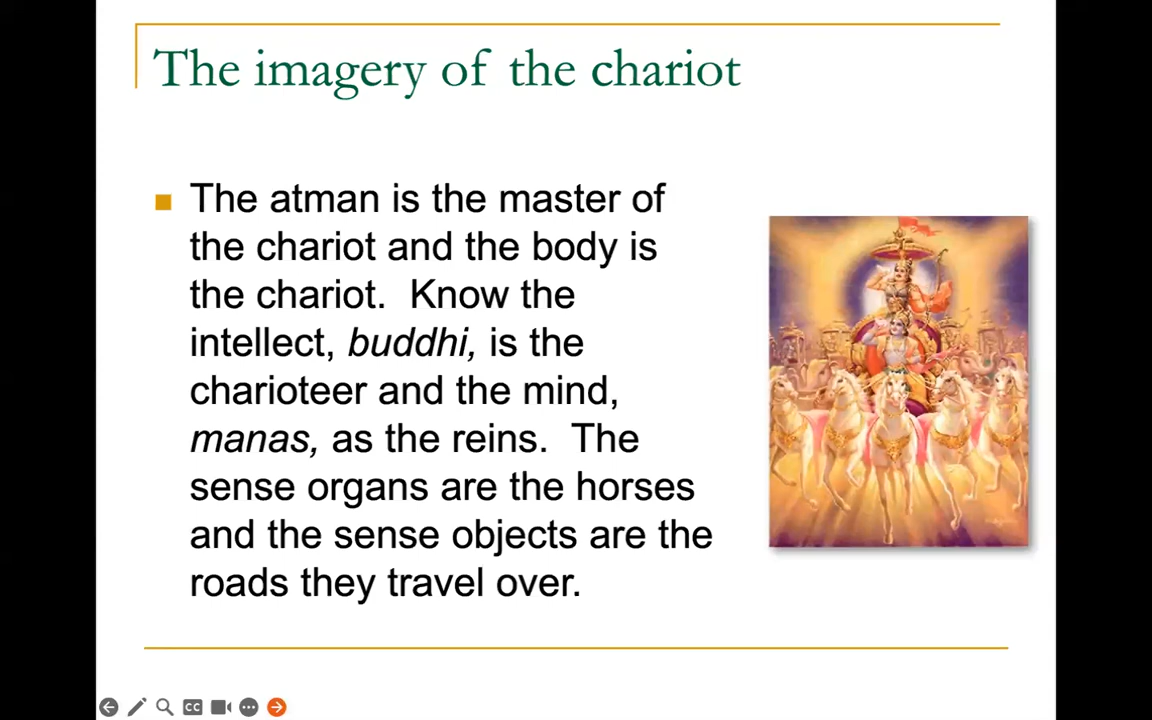 The imagery of the chariot
The atman is the master of
the chariot and the body is
the chariot.  Know the
intellect, buddhi, is the
charioteer and the mind,
manas, as the reins.  The
sense organs are the horses
and the sense objects are the
roads they travel over.
CC